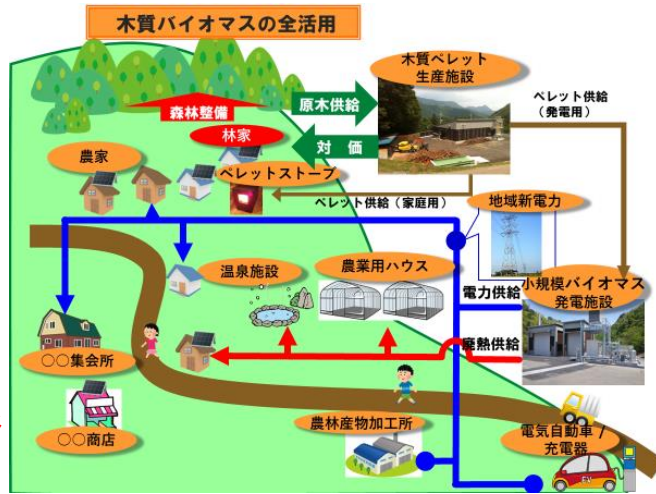 木質バイオマスの全活用
木質ペレット
生産施設
ペレット供給
（発電用）
原木供給
森林整備
林家
対　価
農家
ペレットストーブ
ペレット供給（家庭用）
地域新電力
温泉施設
農業用ハウス
小規模バイオマス
発電施設
電力供給
廃熱供給
○○集会所
○○商店
農林産物加工所
電気自動車 /
充電器
EV